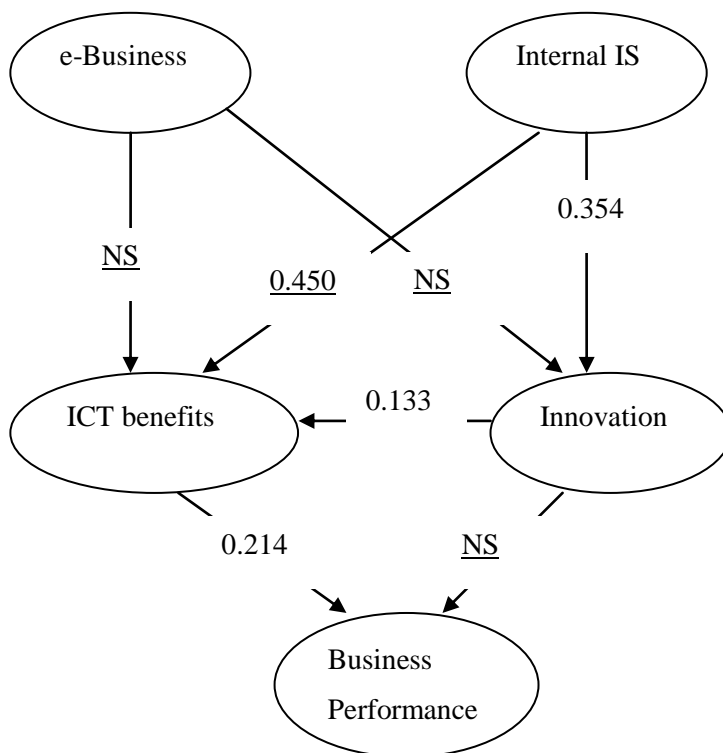 e-Business
Internal IS
0.354
NS
0.450
NS
ICT benefits
0.133
Innovation
0.214
NS
Business
Performance